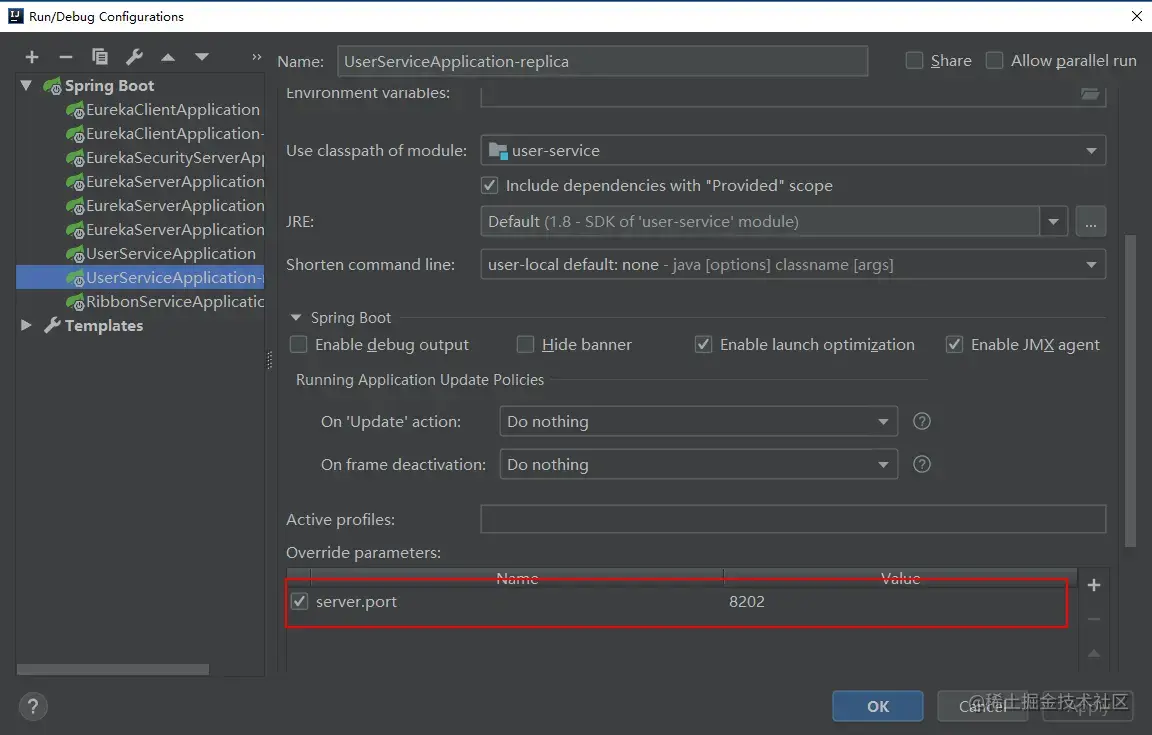 Run/Debug Configurations
Name: UserServiceApplication-replica
Share
Allow parallel run
Spring Boot
EurekaClientApplication
EurekaClientApplication-
EurekaSecurityServerApp
EurekaServerApplication
EurekaServerApplication
EurekaServerApplication
UserServiceApplication
UserServiceApplication-
RibbonServiceApplicatio
Templates
Environment variables:
Use classpath of module: user-service
Include dependencies with "Provided" scope
JRE: Default (1.8 - SDK of 'user-service' module)
...
Shorten command line: user-local default: none - java [options] classname [args]
Spring Boot
Enable debug output
Hide banner
Enable launch optimization
Enable JMX agent
Running Application Update Policies
On 'Update' action: Do nothing
?
On frame deactivation: Do nothing
?
Active profiles:
Override parameters:
Name Value
server.port 8202
?
OK
Cancel
Apply
@稀土掘金技术社区